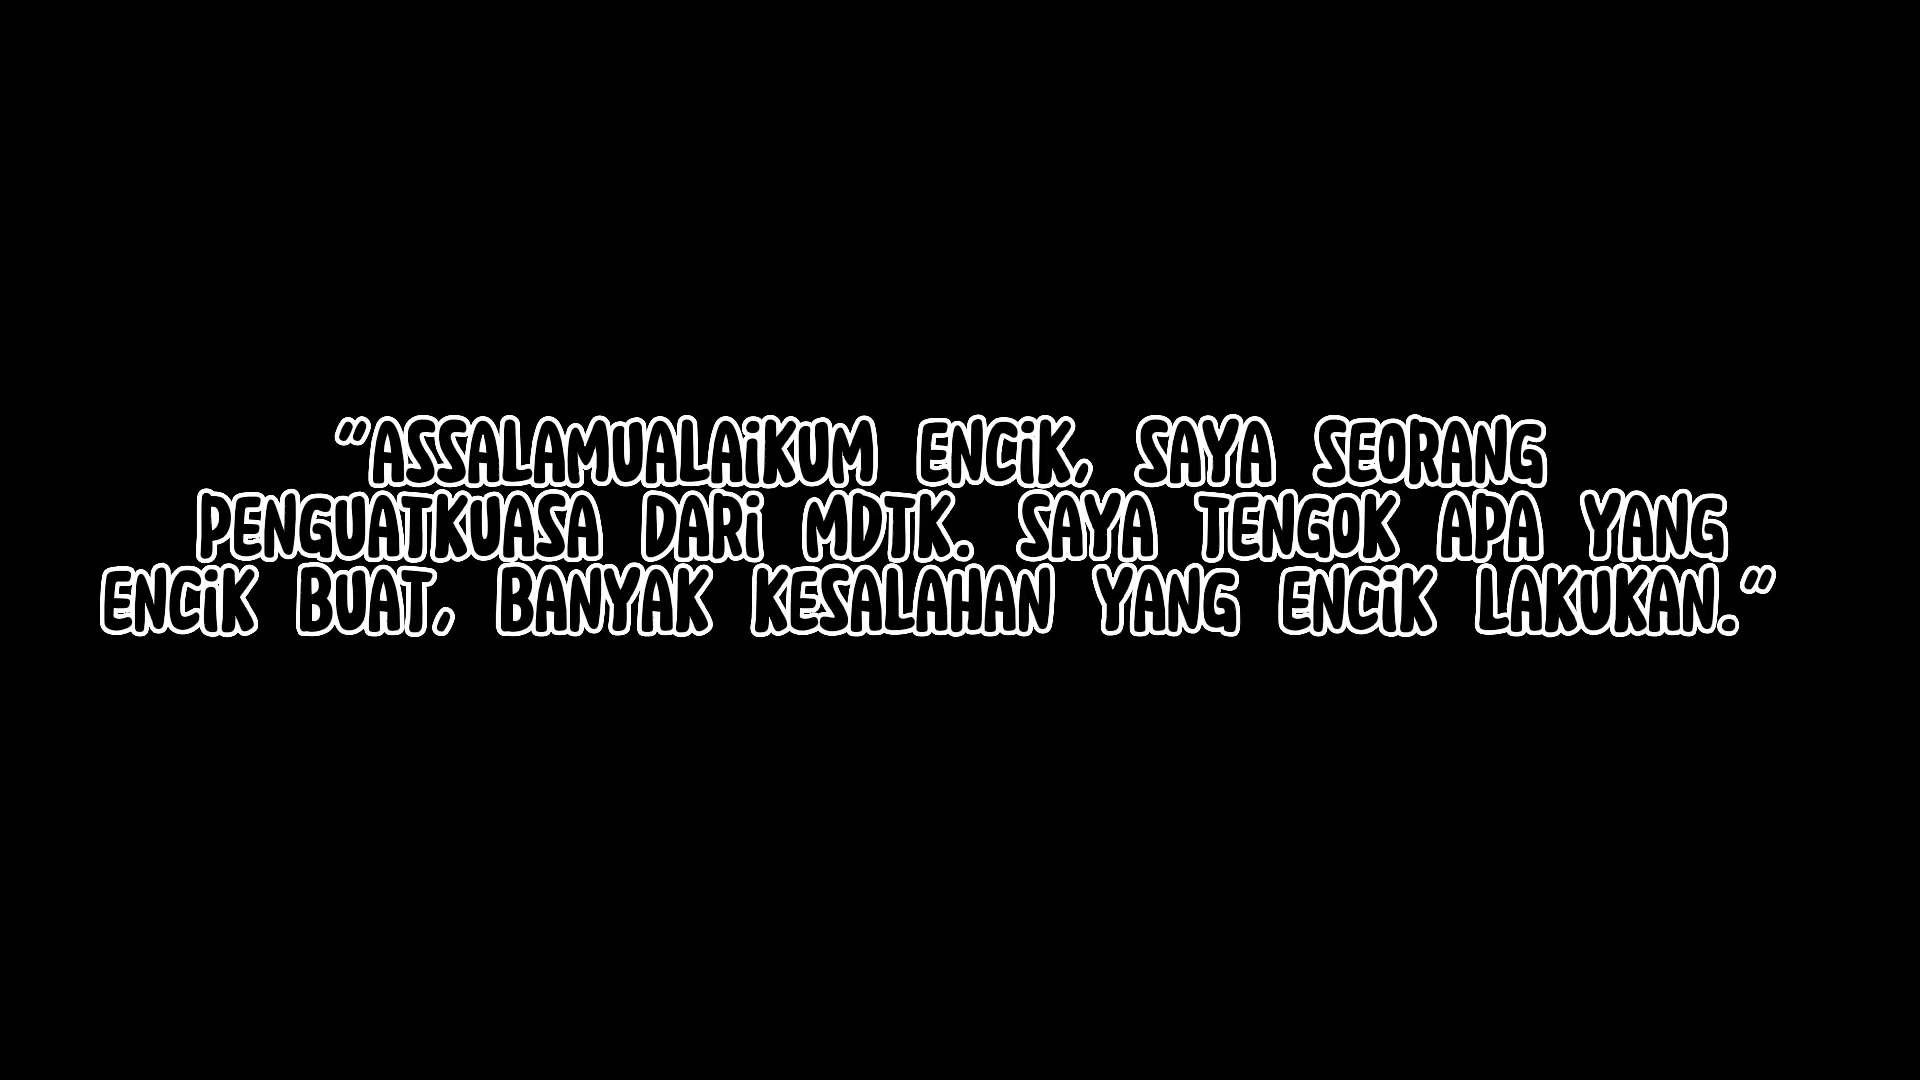 "ASSALAMUALAiKUM ENCiK, SAYA SEORANG
PENGUATKUASA DARi MDTK. SAYA TENGOK APA YANG
ENCiK BUAT, BANYAK KESALAHAN YANG ENCiK LAKUKAN."